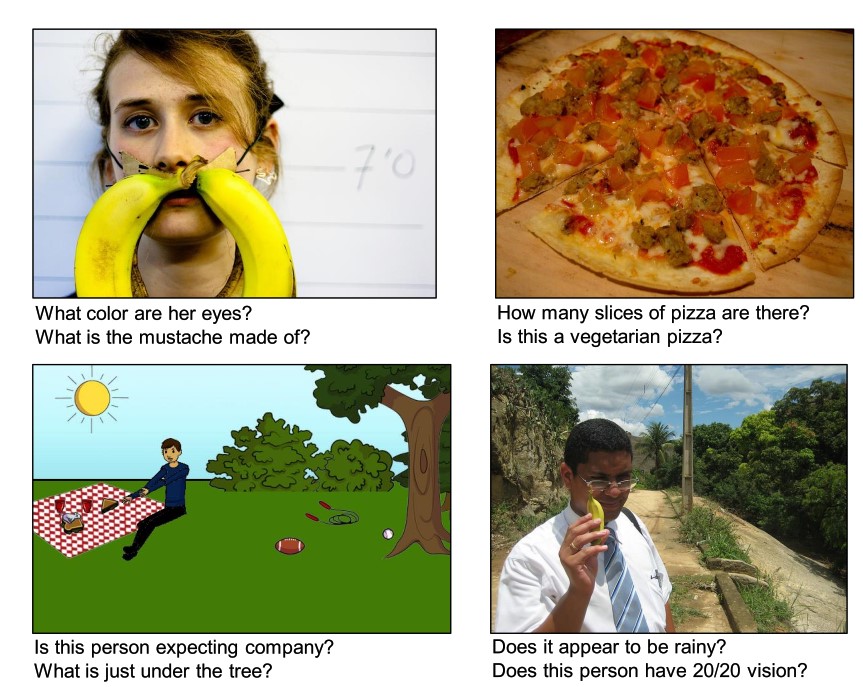 7'0
What color are her eyes?
What is the mustache made of?
How many slices of pizza are there?
Is this a vegetarian pizza?
Is this person expecting company?
What is just under the tree?
Does it appear to be rainy?
Does this person have 20/20 vision?